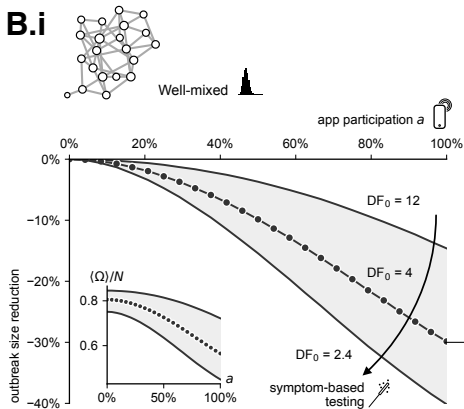 B.i
Well-mixed
app participation a
0% 20% 40% 60% 80% 100%
0%
−10%
−20%
−30%
−40%
outbreak size reduction
DF₀ = 12
DF₀ = 4
DF₀ = 2.4
symptom-based
testing
⟨Ω⟩/N
0.8
0.6
0% 100%
a